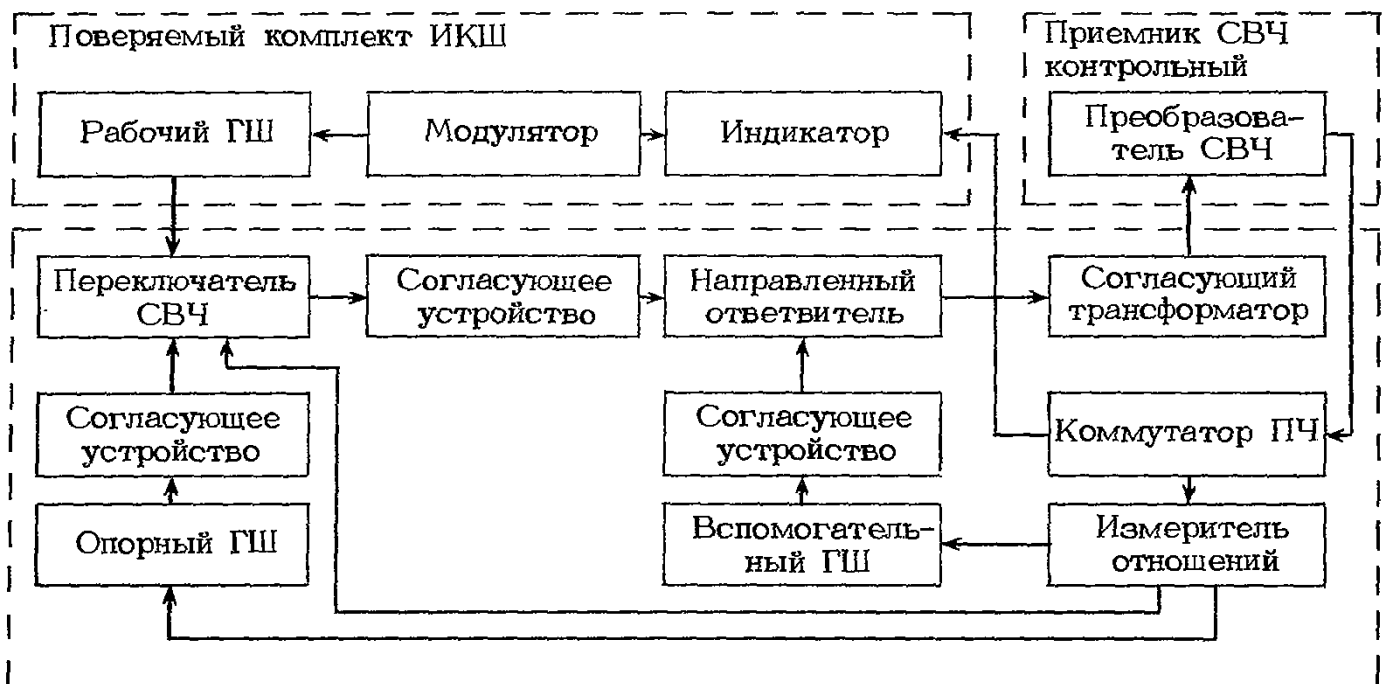 Поверяемый комплект ИКШ
Приемник СВЧ
контрольный
Рабочий ГШ
Модулятор
Индикатор
Преобразова-
тель СВЧ
Переключатель
СВЧ
Согласующее
устройство
Направленный
ответвитель
Согласующий
трансформатор
Согласующее
устройство
Согласующее
устройство
Коммутатор ПЧ
Опорный ГШ
Вспомогатель-
ный ГШ
Измеритель
отношений